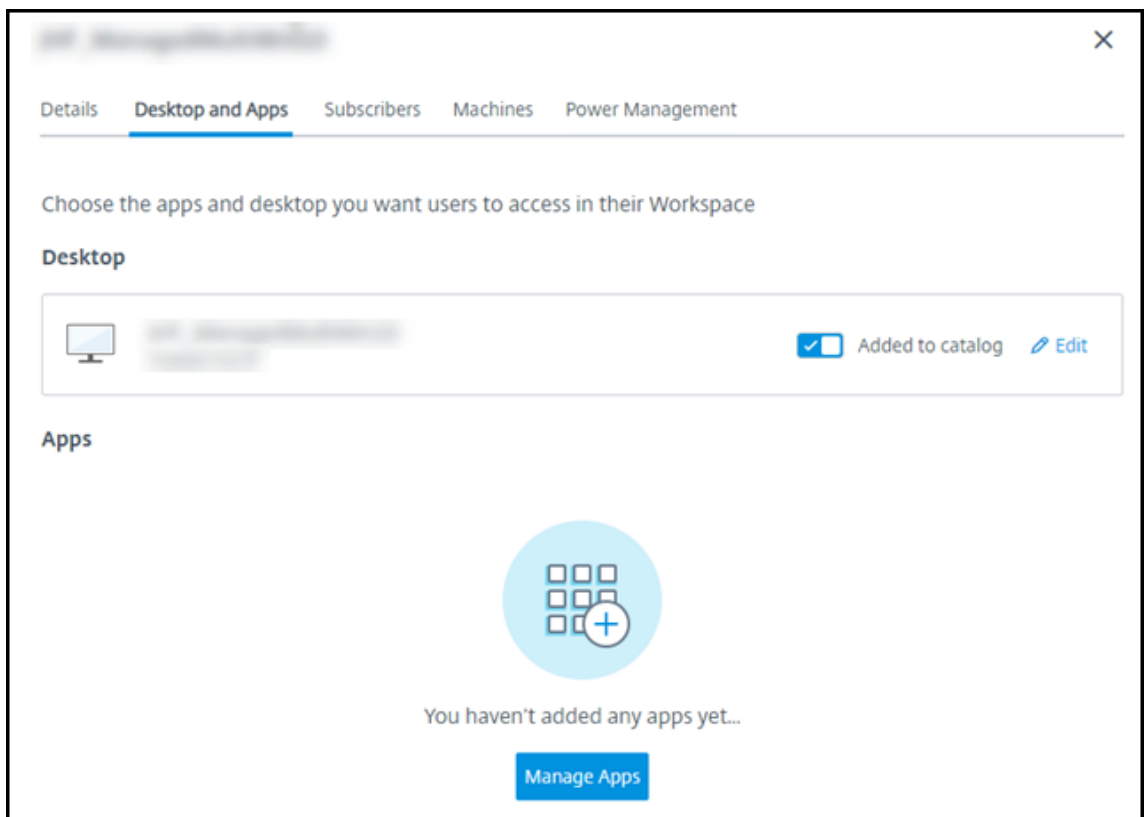 Details Desktop and Apps Subscribers Machines Power Management
Choose the apps and desktop you want users to access in their Workspace
Desktop
Added to catalog Edit
Apps
You haven't added any apps yet...
Manage Apps